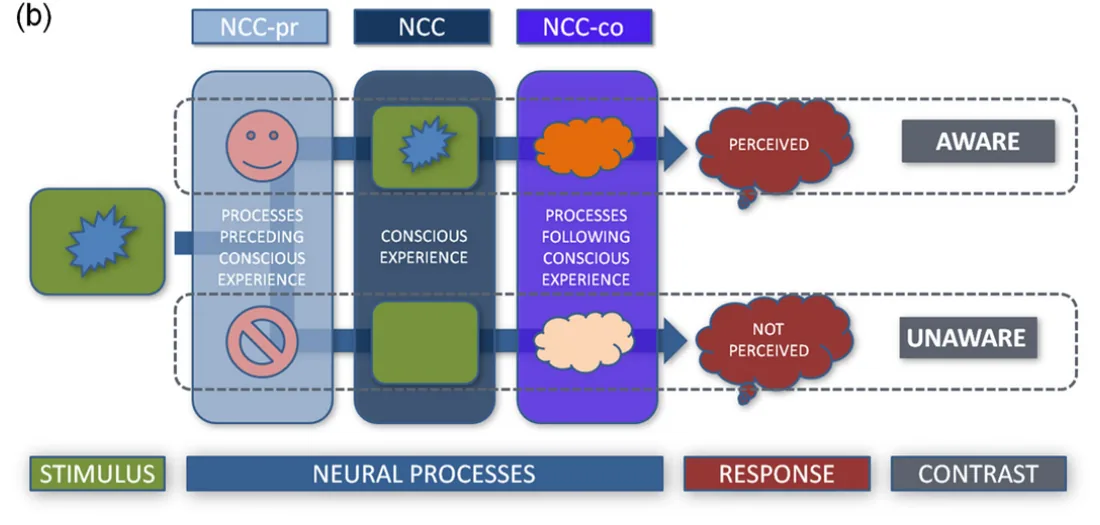 (b)
NCC-pr
NCC
NCC-co
PERCEIVED
AWARE
PROCESSES
PRECEDING
CONSCIOUS
EXPERIENCE
CONSCIOUS
EXPERIENCE
PROCESSES
FOLLOWING
CONSCIOUS
EXPERIENCE
NOT
PERCEIVED
UNAWARE
STIMULUS
NEURAL PROCESSES
RESPONSE
CONTRAST